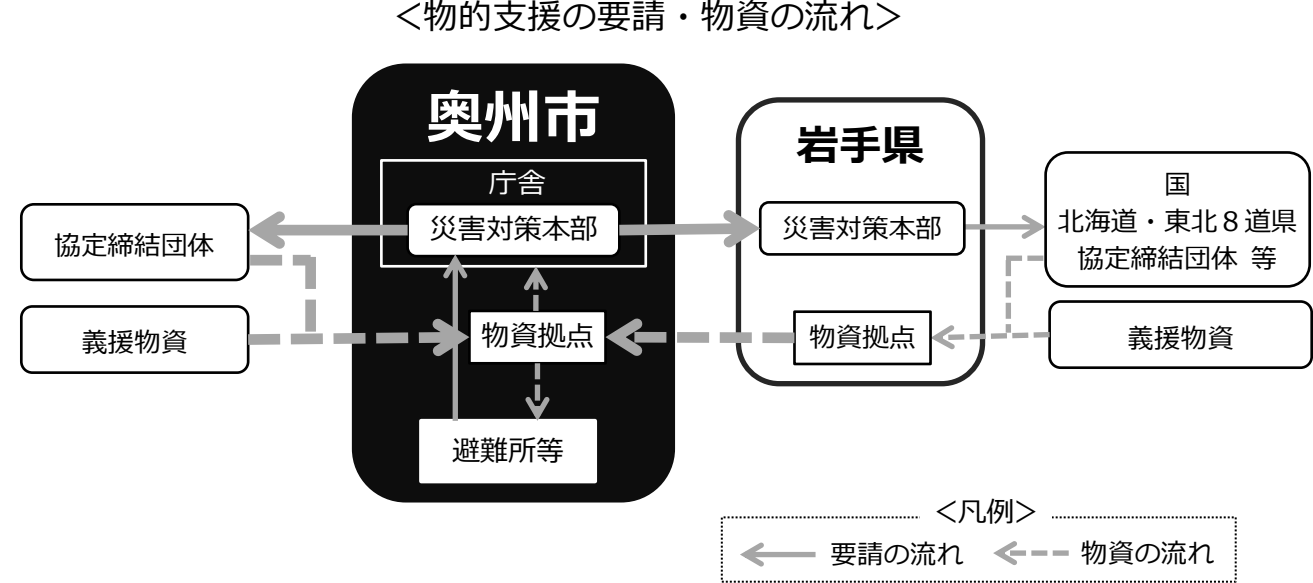 <物的支援の要請・物資の流れ>
奥州市
庁舎
災害対策本部
協定締結団体
義援物資
物資拠点
避難所等
岩手県
災害対策本部
物資拠点
国
北海道・東北８道県
協定締結団体 等
義援物資
<凡例>
要請の流れ
物資の流れ